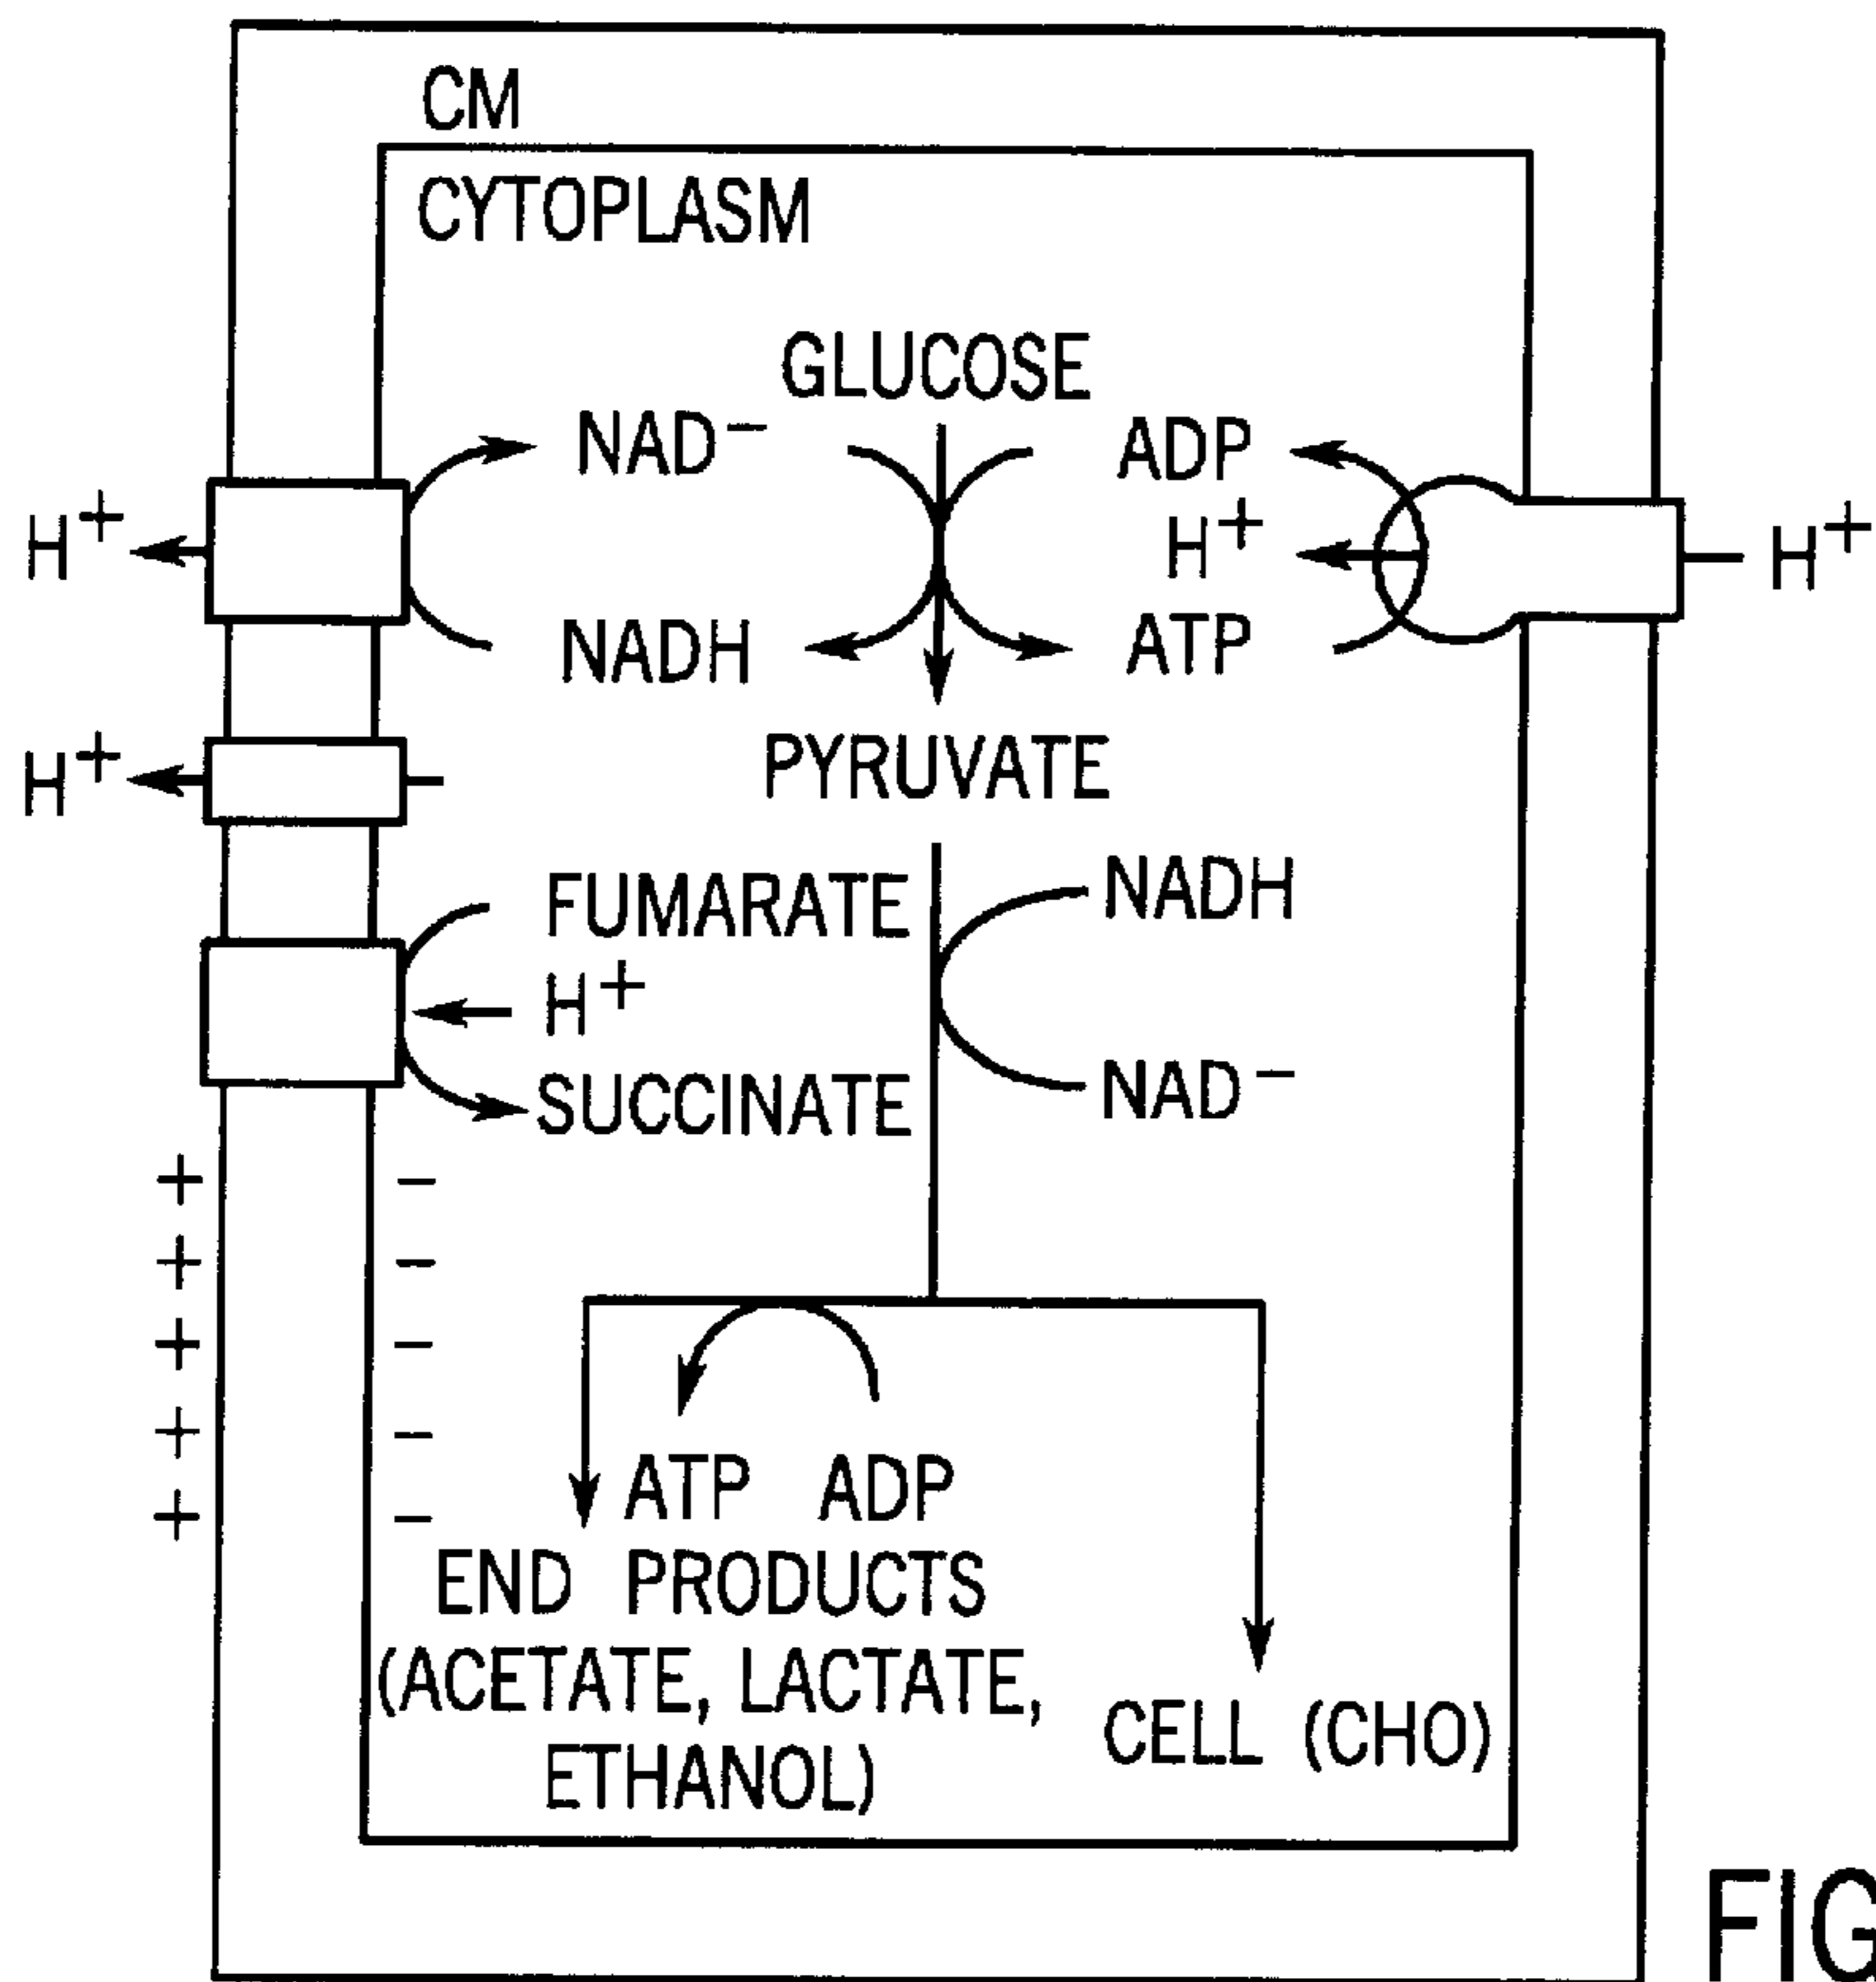 CM
CYTOPLASM
GLUCOSE
NAD⁻
ADP
H⁺
H⁺
H⁺
NADH
ATP
H⁺
PYRUVATE
FUMARATE
NADH
H⁺
SUCCINATE
NAD⁻
+ −
+ −
+ −
+ −
+ −
ATP ADP
END PRODUCTS
(ACETATE, LACTATE,
ETHANOL)
CELL (CHO)
FIG